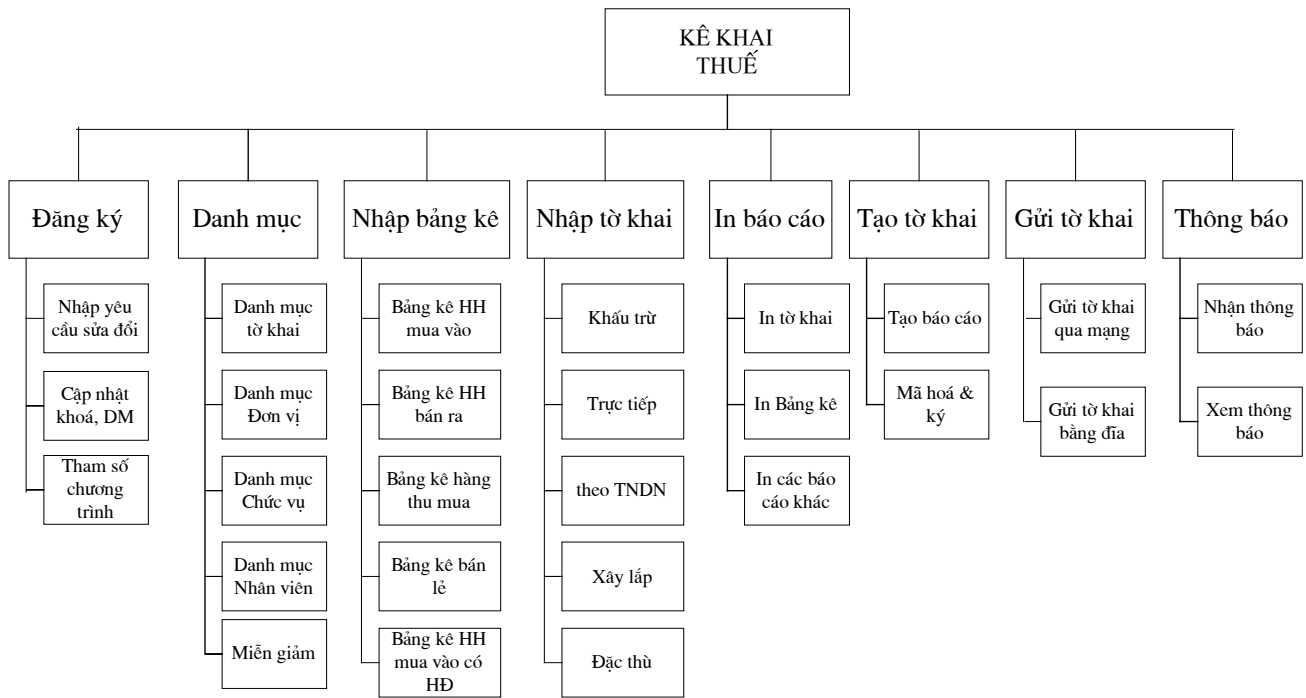 KÊ KHAI
THUẾ
Đăng ký
Danh mục
Nhập bảng kê
Nhập tờ khai
In báo cáo
Tạo tờ khai
Gửi tờ khai
Thông báo
Nhập yêu
cầu sửa đổi
Cập nhật
khoá, DM
Tham số
chương
trình
Danh mục
tờ khai
Danh mục
Đơn vị
Danh mục
Chức vụ
Danh mục
Nhân viên
Miễn giảm
Bảng kê HH
mua vào
Bảng kê HH
bán ra
Bảng kê hàng
thu mua
Bảng kê bán
lẻ
Bảng kê HH
mua vào có
HĐ
Khấu trừ
Trực tiếp
theo TNDN
Xây lắp
Đặc thù
In tờ khai
In Bảng kê
In các báo
cáo khác
Tạo báo cáo
Mã hoá &
ký
Gửi tờ khai
qua mạng
Gửi tờ khai
bằng đĩa
Nhận thông
báo
Xem thông
báo